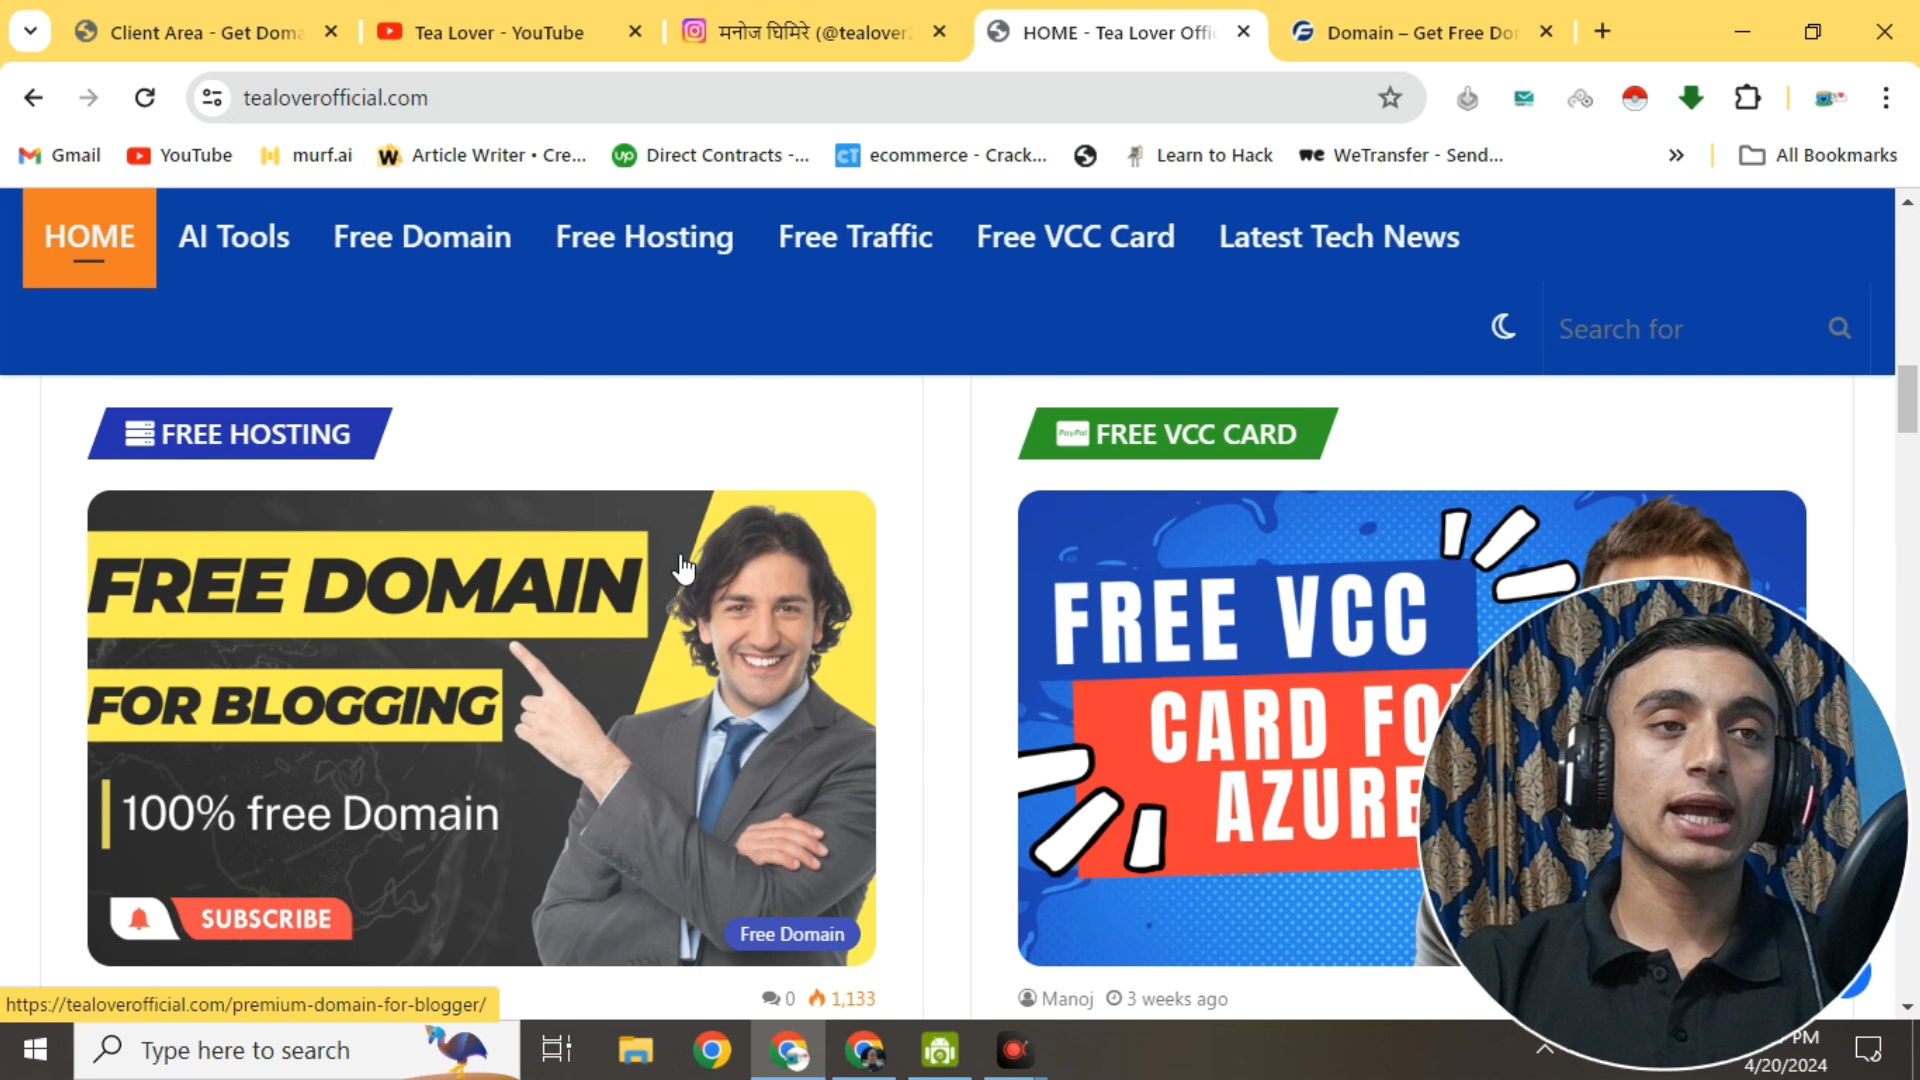 Client Area - Get Doma
Tea Lover - YouTube
मनोज घिमिरे (@tealover2
HOME - Tea Lover Offic
Domain – Get Free Dor
tealoverofficial.com
Gmail
YouTube
murf.ai
Article Writer • Cre...
Direct Contracts -...
ecommerce - Crack...
Learn to Hack
WeTransfer - Send...
All Bookmarks
HOME
AI Tools
Free Domain
Free Hosting
Free Traffic
Free VCC Card
Latest Tech News
Search for
FREE HOSTING
PayPal FREE VCC CARD
FREE DOMAIN
FOR BLOGGING
100% free Domain
SUBSCRIBE
Free Domain
FREE VCC
CARD FO
AZURE
0 1,133
Manoj 3 weeks ago
https://tealoverofficial.com/premium-domain-for-blogger/
Type here to search
PM
4/20/2024